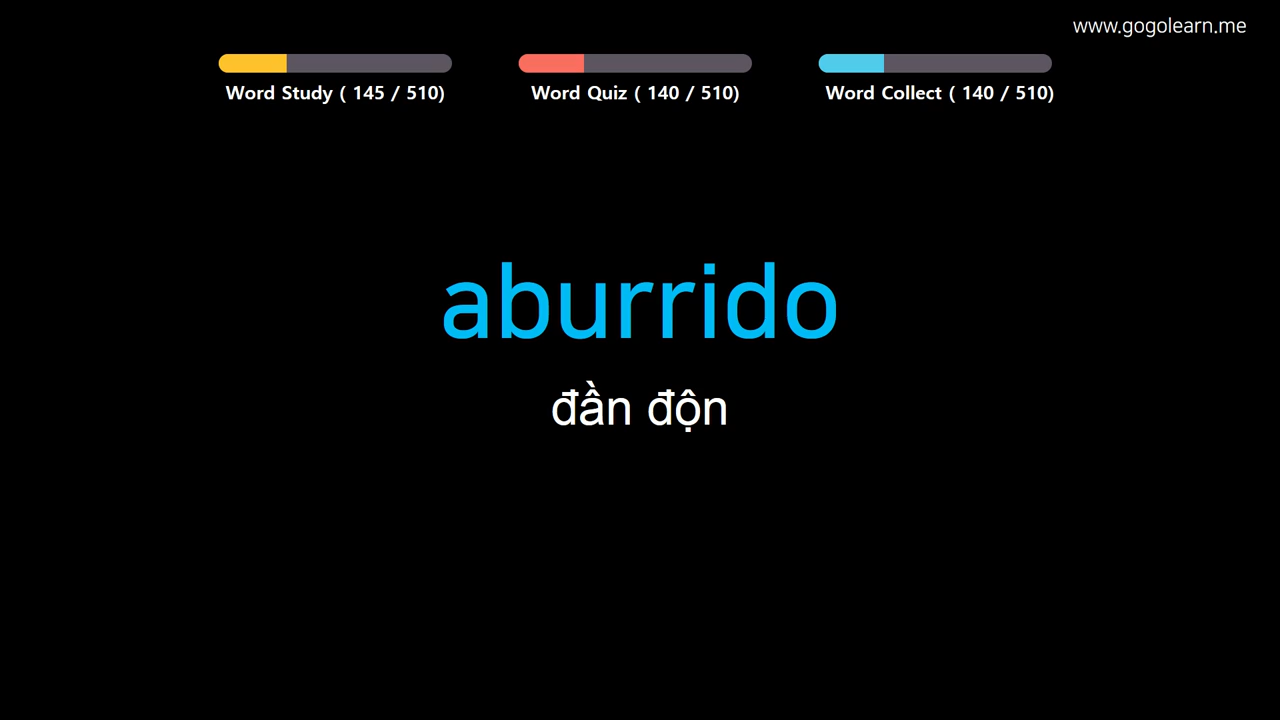 www.gogolearn.me
Word Study ( 145 / 510)
Word Quiz ( 140 / 510)
Word Collect ( 140 / 510)
aburrido
đần độn